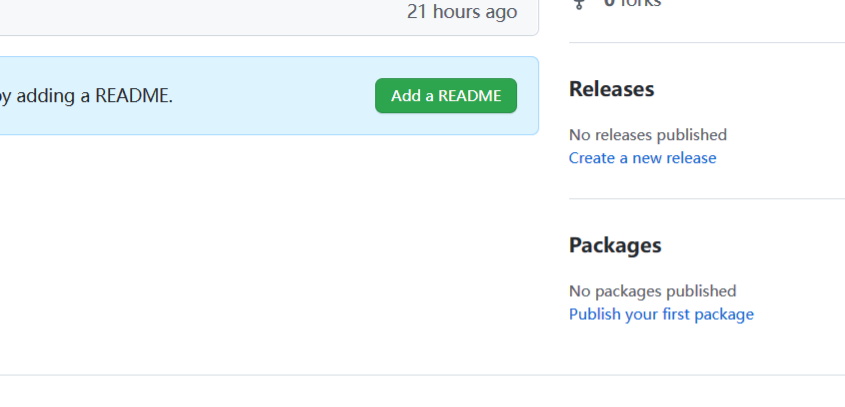 21 hours ago
0 forks
by adding a README.
Add a README
Releases
No releases published
Create a new release
Packages
No packages published
Publish your first package